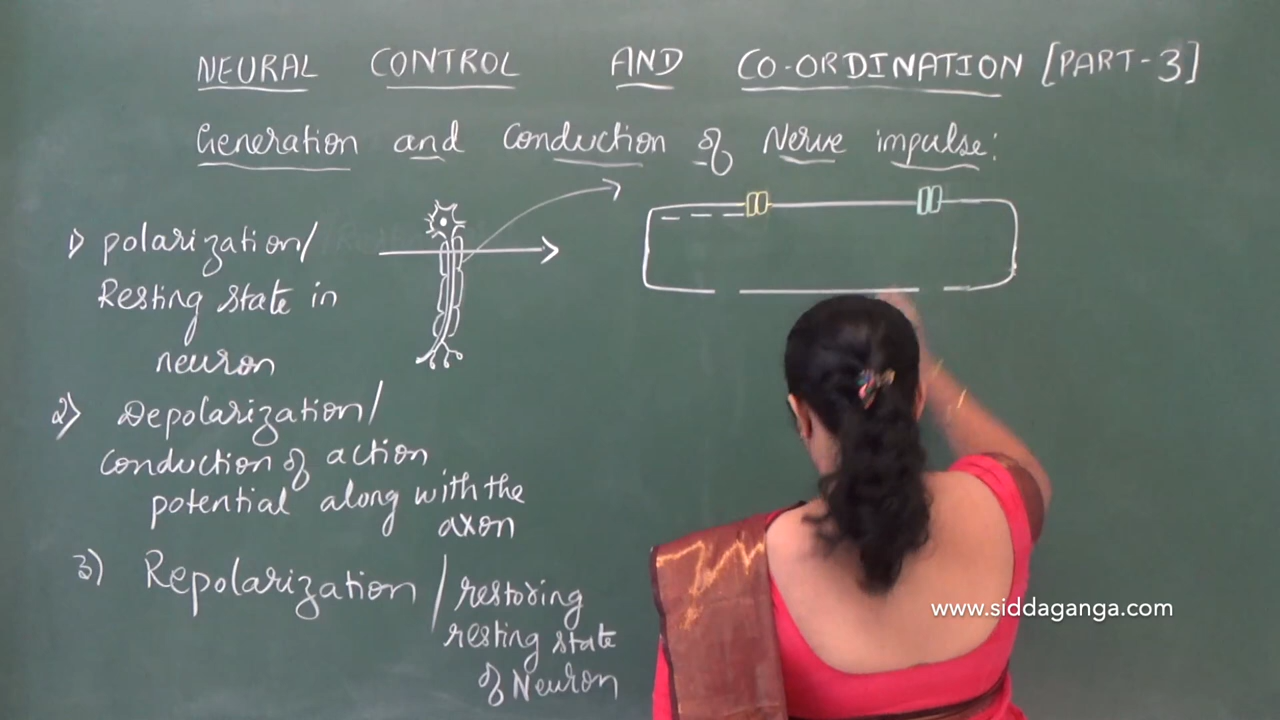 NEURAL CONTROL AND CO-ORDINATION [PART-3]
Generation and Conduction of Nerve impulse:
1) polarization/
Resting state in
neuron
2) Depolarization/
conduction of action
potential along with the
axon
3) Repolarization / restoring
resting state
of Neuron
www.siddaganga.com